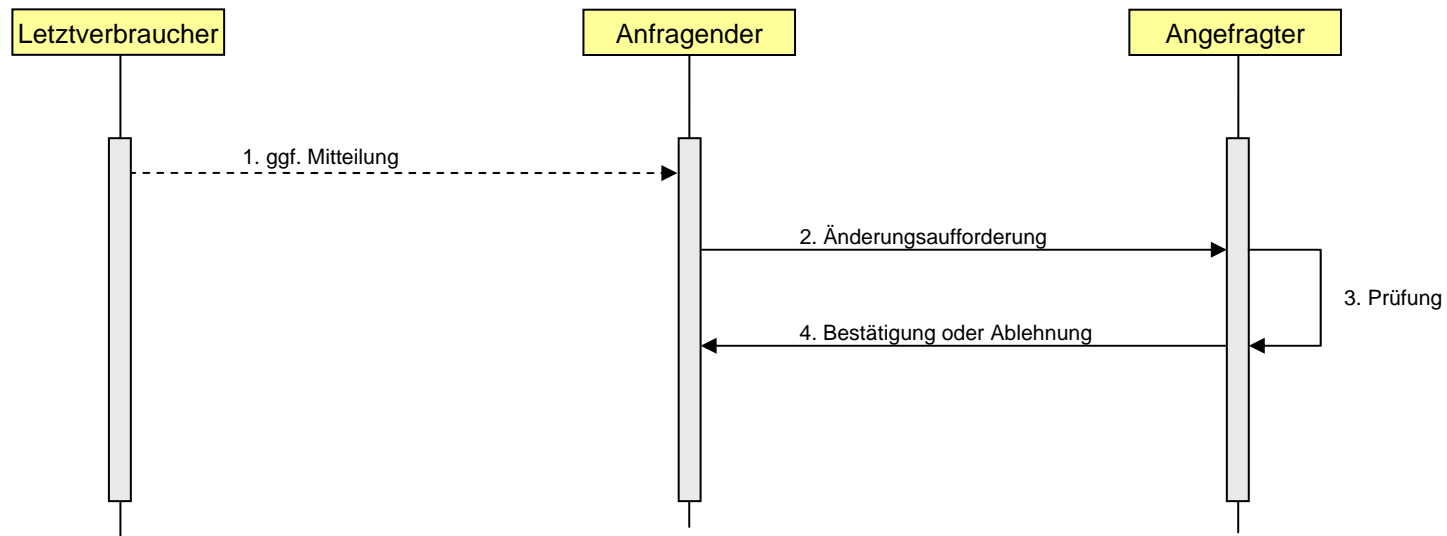 Letztverbraucher
Anfragender
Angefragter
1. ggf. Mitteilung
2. Änderungsaufforderung
3. Prüfung
4. Bestätigung oder Ablehnung